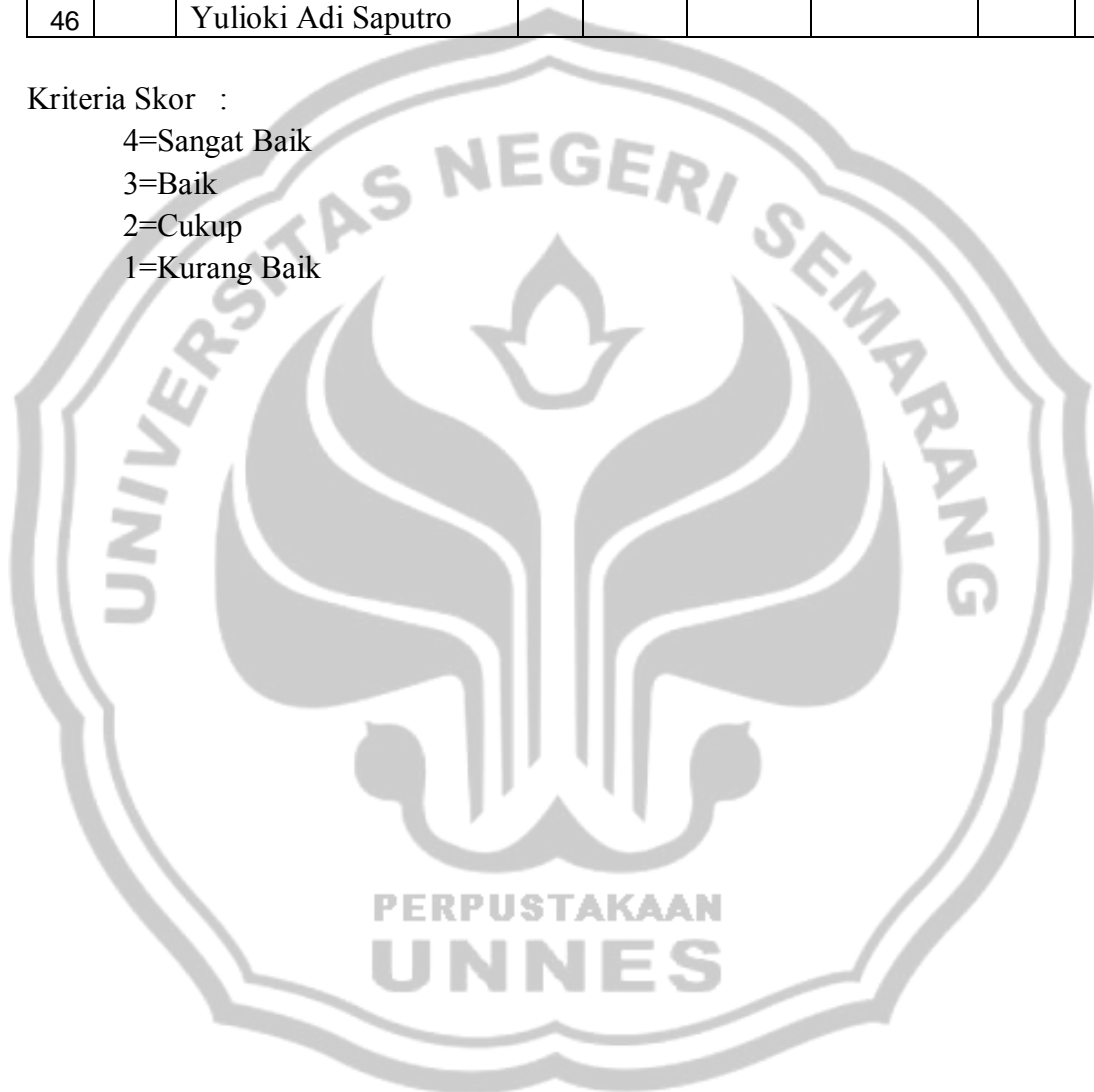 46 Yulioki Adi Saputro
Kriteria Skor :
4=Sangat Baik
3=Baik
2=Cukup
1=Kurang Baik
UNIVERSITAS NEGERI SEMARANG
PERPUSTAKAAN
UNNES